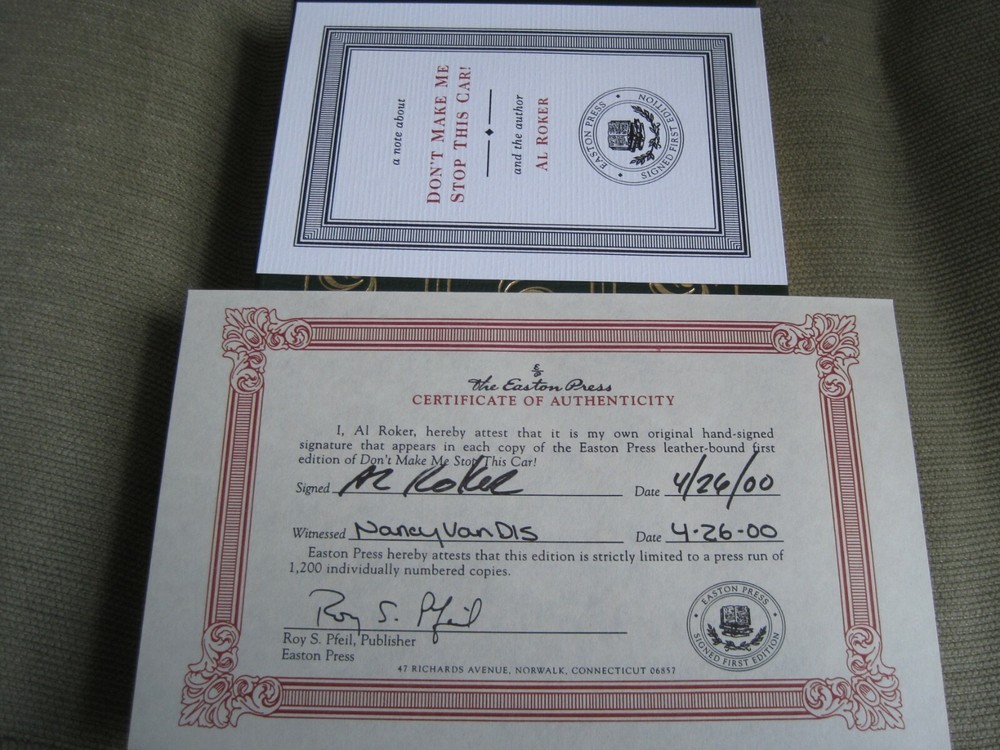 a note about
DON'T MAKE ME
STOP THIS CAR!
and the author
AL ROKER
EASTON PRESS
SIGNED FIRST EDITION
The Easton Press
CERTIFICATE OF AUTHENTICITY
I, Al Roker, hereby attest that it is my own original hand-signed
signature that appears in each copy of the Easton Press leather-bound first
edition of Don't Make Me Stop This Car!
Signed Al Roker Date 4/26/00
Witnessed Nancy Van Dis Date 4-26-00
Easton Press hereby attests that this edition is strictly limited to a press run of
1,200 individually numbered copies.
Roy S. Pfeil
Roy S. Pfeil, Publisher
Easton Press
EASTON PRESS
SIGNED FIRST EDITION
47 RICHARDS AVENUE, NORWALK, CONNECTICUT 06857